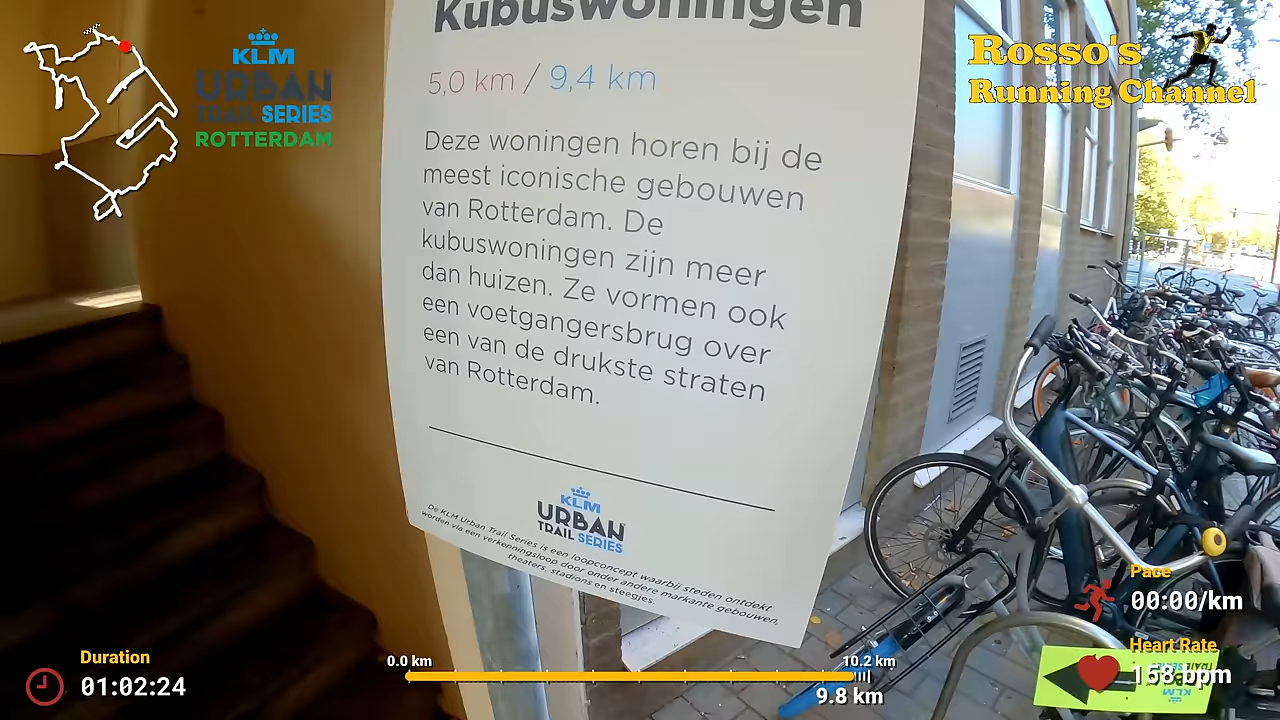 Kubuswoningen
5,0 km / 9,4 km
Deze woningen horen bij de
meest iconische gebouwen
van Rotterdam. De
kubuswoningen zijn meer
dan huizen. Ze vormen ook
een voetgangersbrug over
een van de drukste straten
van Rotterdam.
KLM
URBAN
TRAIL SERIES
De KLM Urban Trail Series is een loopconcept waarbij steden ontdekt
worden via een verkenningsloop door onder andere markante gebouwen,
theaters, stadions en steegjes.
KLM
URBAN
TRAIL SERIES
ROTTERDAM
Rosso's
Running Channel
Pace
00:00/km
Heart Rate
158 bpm
Duration
01:02:24
0.0 km
10.2 km
9.8 km